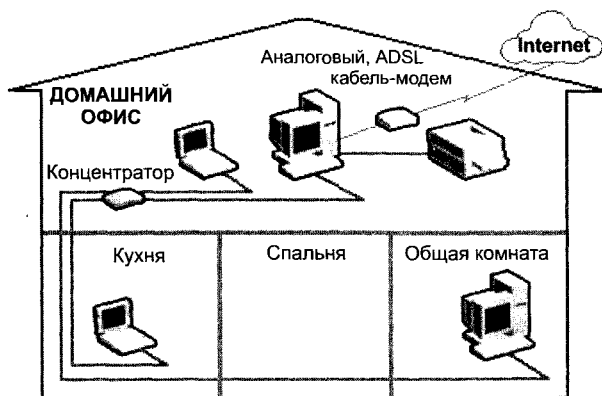 Internet
Аналоговый, ADSL
кабель-модем
ДОМАШНИЙ
ОФИС
Концентратор
Кухня
Спальня
Общая комната